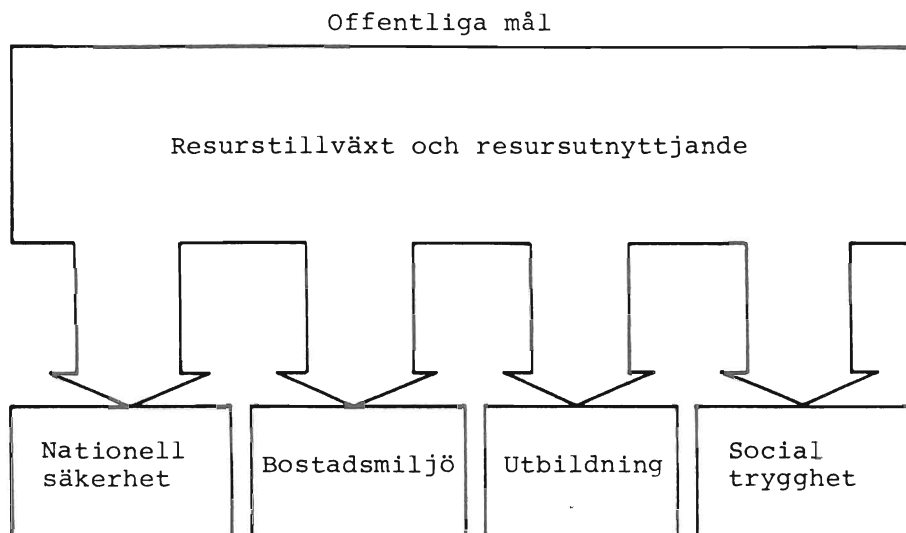 Offentliga mål
Resurstillväxt och resursutnyttjande
Nationell
säkerhet
Bostadsmiljö
Utbildning
Social
trygghet